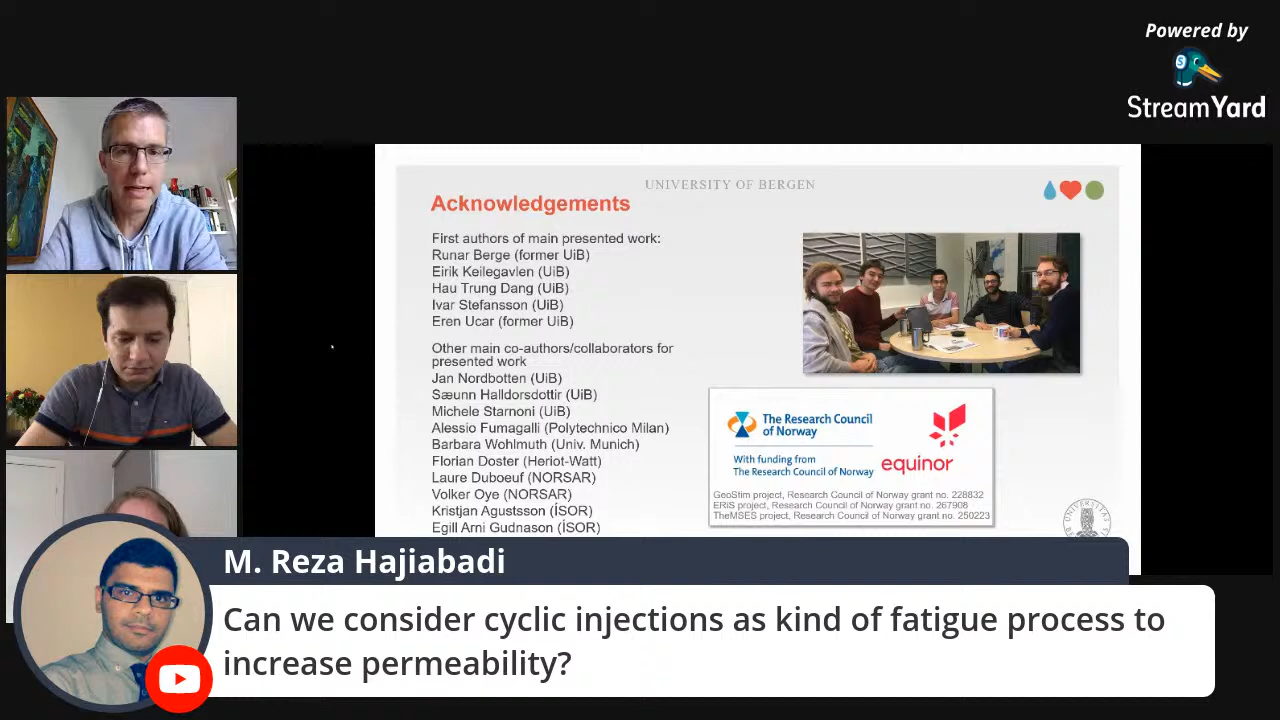 Powered by
StreamYard
UNIVERSITY OF BERGEN
Acknowledgements
First authors of main presented work:
Runar Berge (former UiB)
Eirik Keilegavlen (UiB)
Hau Trung Dang (UiB)
Ivar Stefansson (UiB)
Eren Ucar (former UiB)
Other main co-authors/collaborators for
presented work
Jan Nordbotten (UiB)
Sæunn Halldorsdottir (UiB)
Michele Starnoni (UiB)
Alessio Fumagalli (Polytechnico Milan)
Barbara Wohlmuth (Univ. Munich)
Florian Doster (Heriot-Watt)
Laure Duboeuf (NORSAR)
Volker Oye (NORSAR)
Kristjan Agustsson (ÍSOR)
Egill Arni Gudnason (ÍSOR)
The Research Council
of Norway
With funding from
The Research Council of Norway
equinor
GeoStim project, Research Council of Norway grant no. 228832
ERiS project, Research Council of Norway grant no. 267908
TheMSES project, Research Council of Norway grant no. 250223
M. Reza Hajiabadi
Can we consider cyclic injections as kind of fatigue process to
increase permeability?